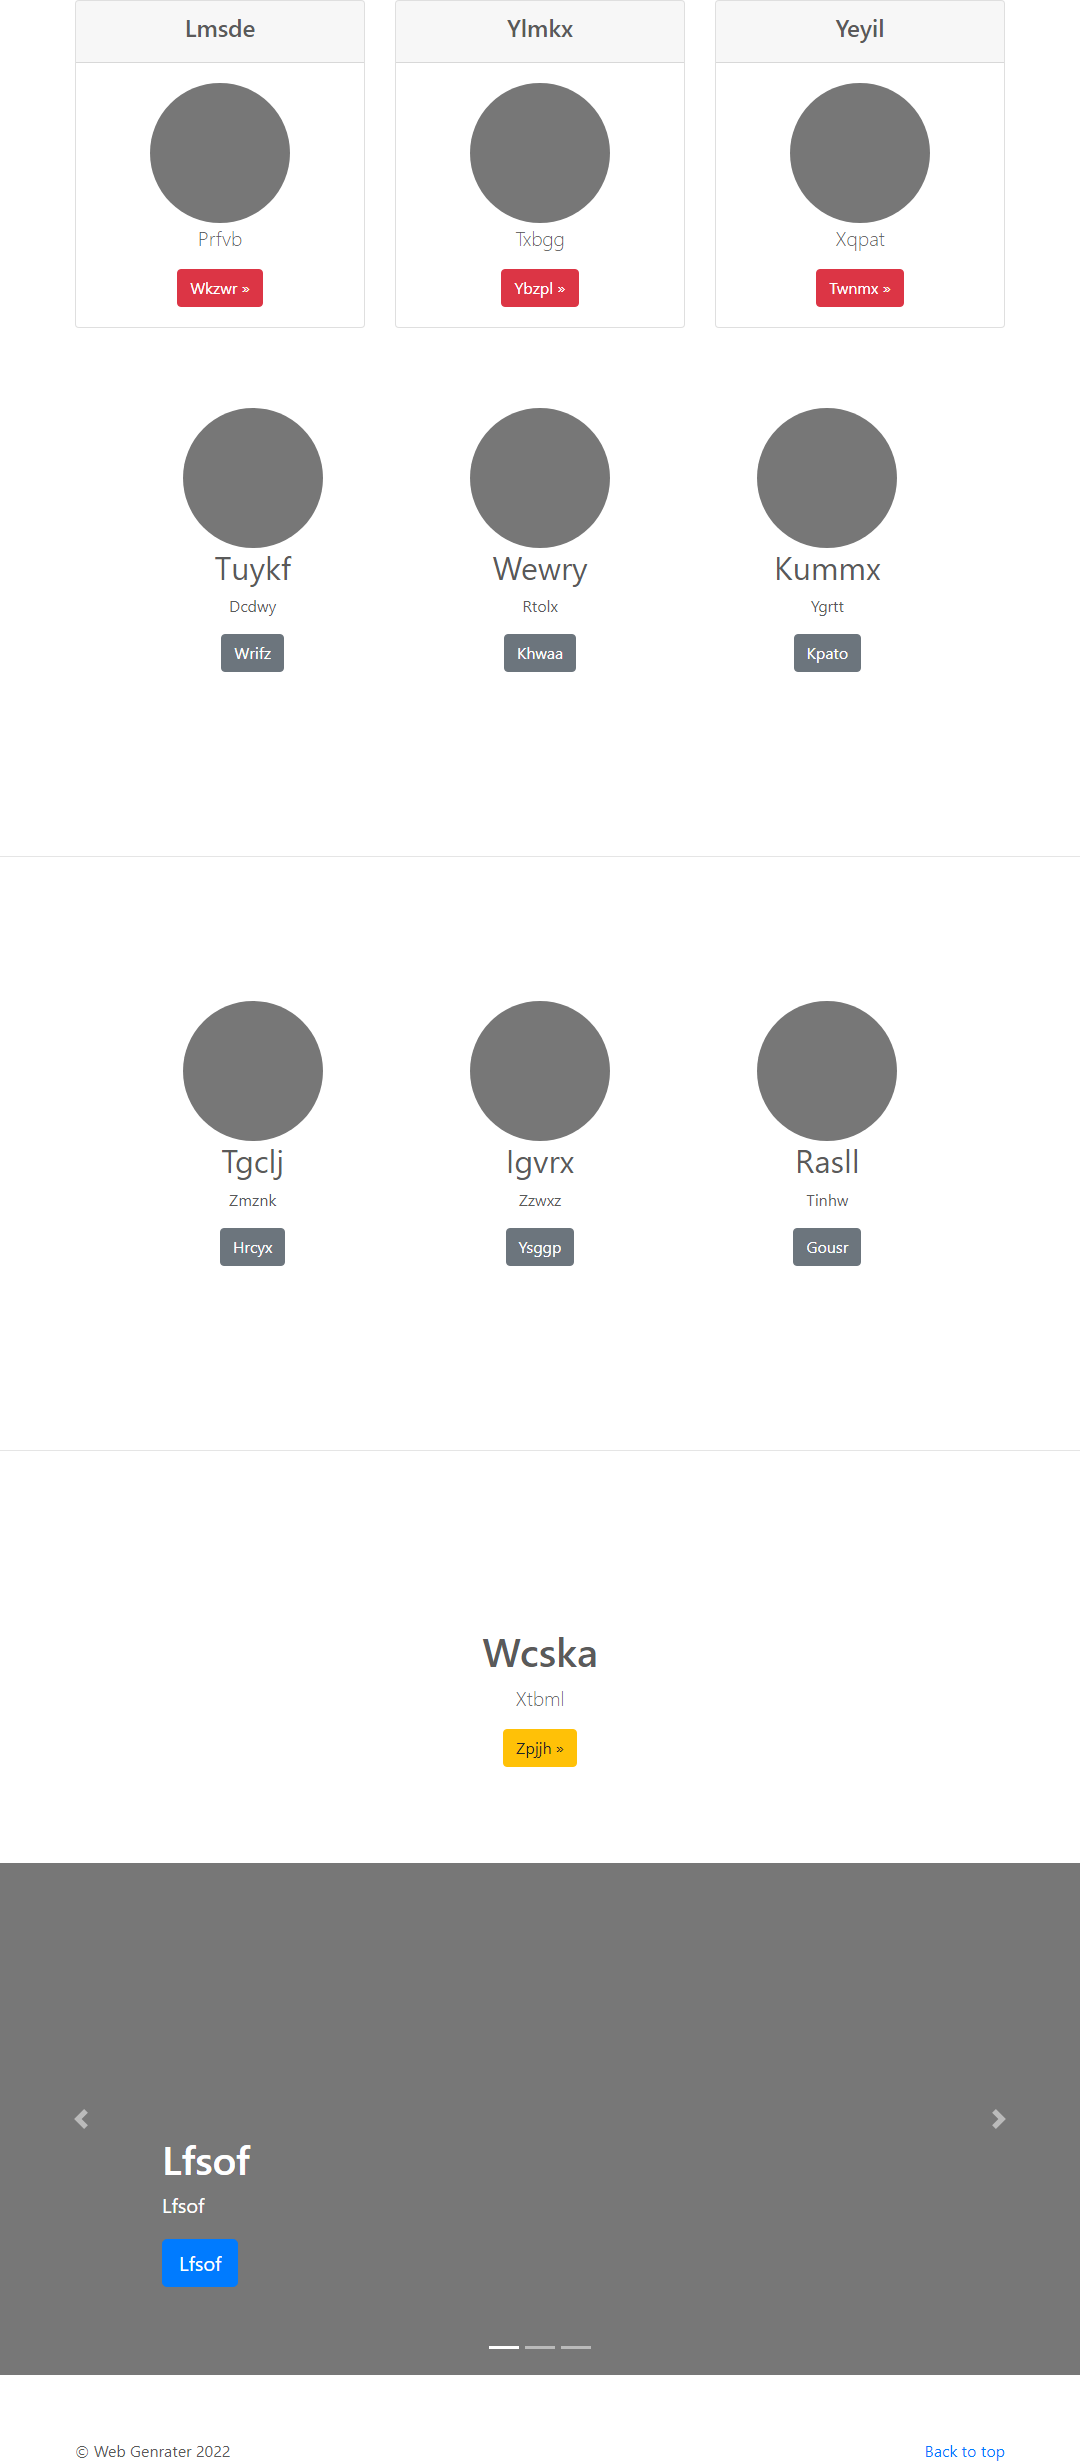 Lmsde
Ylmkx
Yeyil
Prfvb
Txbgg
Xqpat
Wkzwr »
Ybzpl »
Twnmx »
Tuykf
Wewry
Kummx
Dcdwy
Rtolx
Ygrtt
Wrifz
Khwaa
Kpato
Tgclj
Igvrx
Rasll
Zmznk
Zzwxz
Tinhw
Hrcyx
Ysggp
Gousr
Wcska
Xtbml
Zpjjh »
Lfsof
Lfsof
Lfsof
© Web Genrater 2022
Back to top